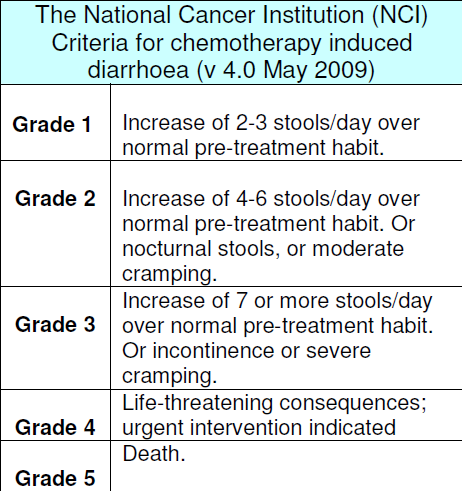 The National Cancer Institution (NCI)
Criteria for chemotherapy induced
diarrhoea (v 4.0 May 2009)
Grade 1
Increase of 2-3 stools/day over
normal pre-treatment habit.
Grade 2
Increase of 4-6 stools/day over
normal pre-treatment habit. Or
nocturnal stools, or moderate
cramping.
Grade 3
Increase of 7 or more stools/day
over normal pre-treatment habit.
Or incontinence or severe
cramping.
Grade 4
Life-threatening consequences;
urgent intervention indicated
Grade 5
Death.